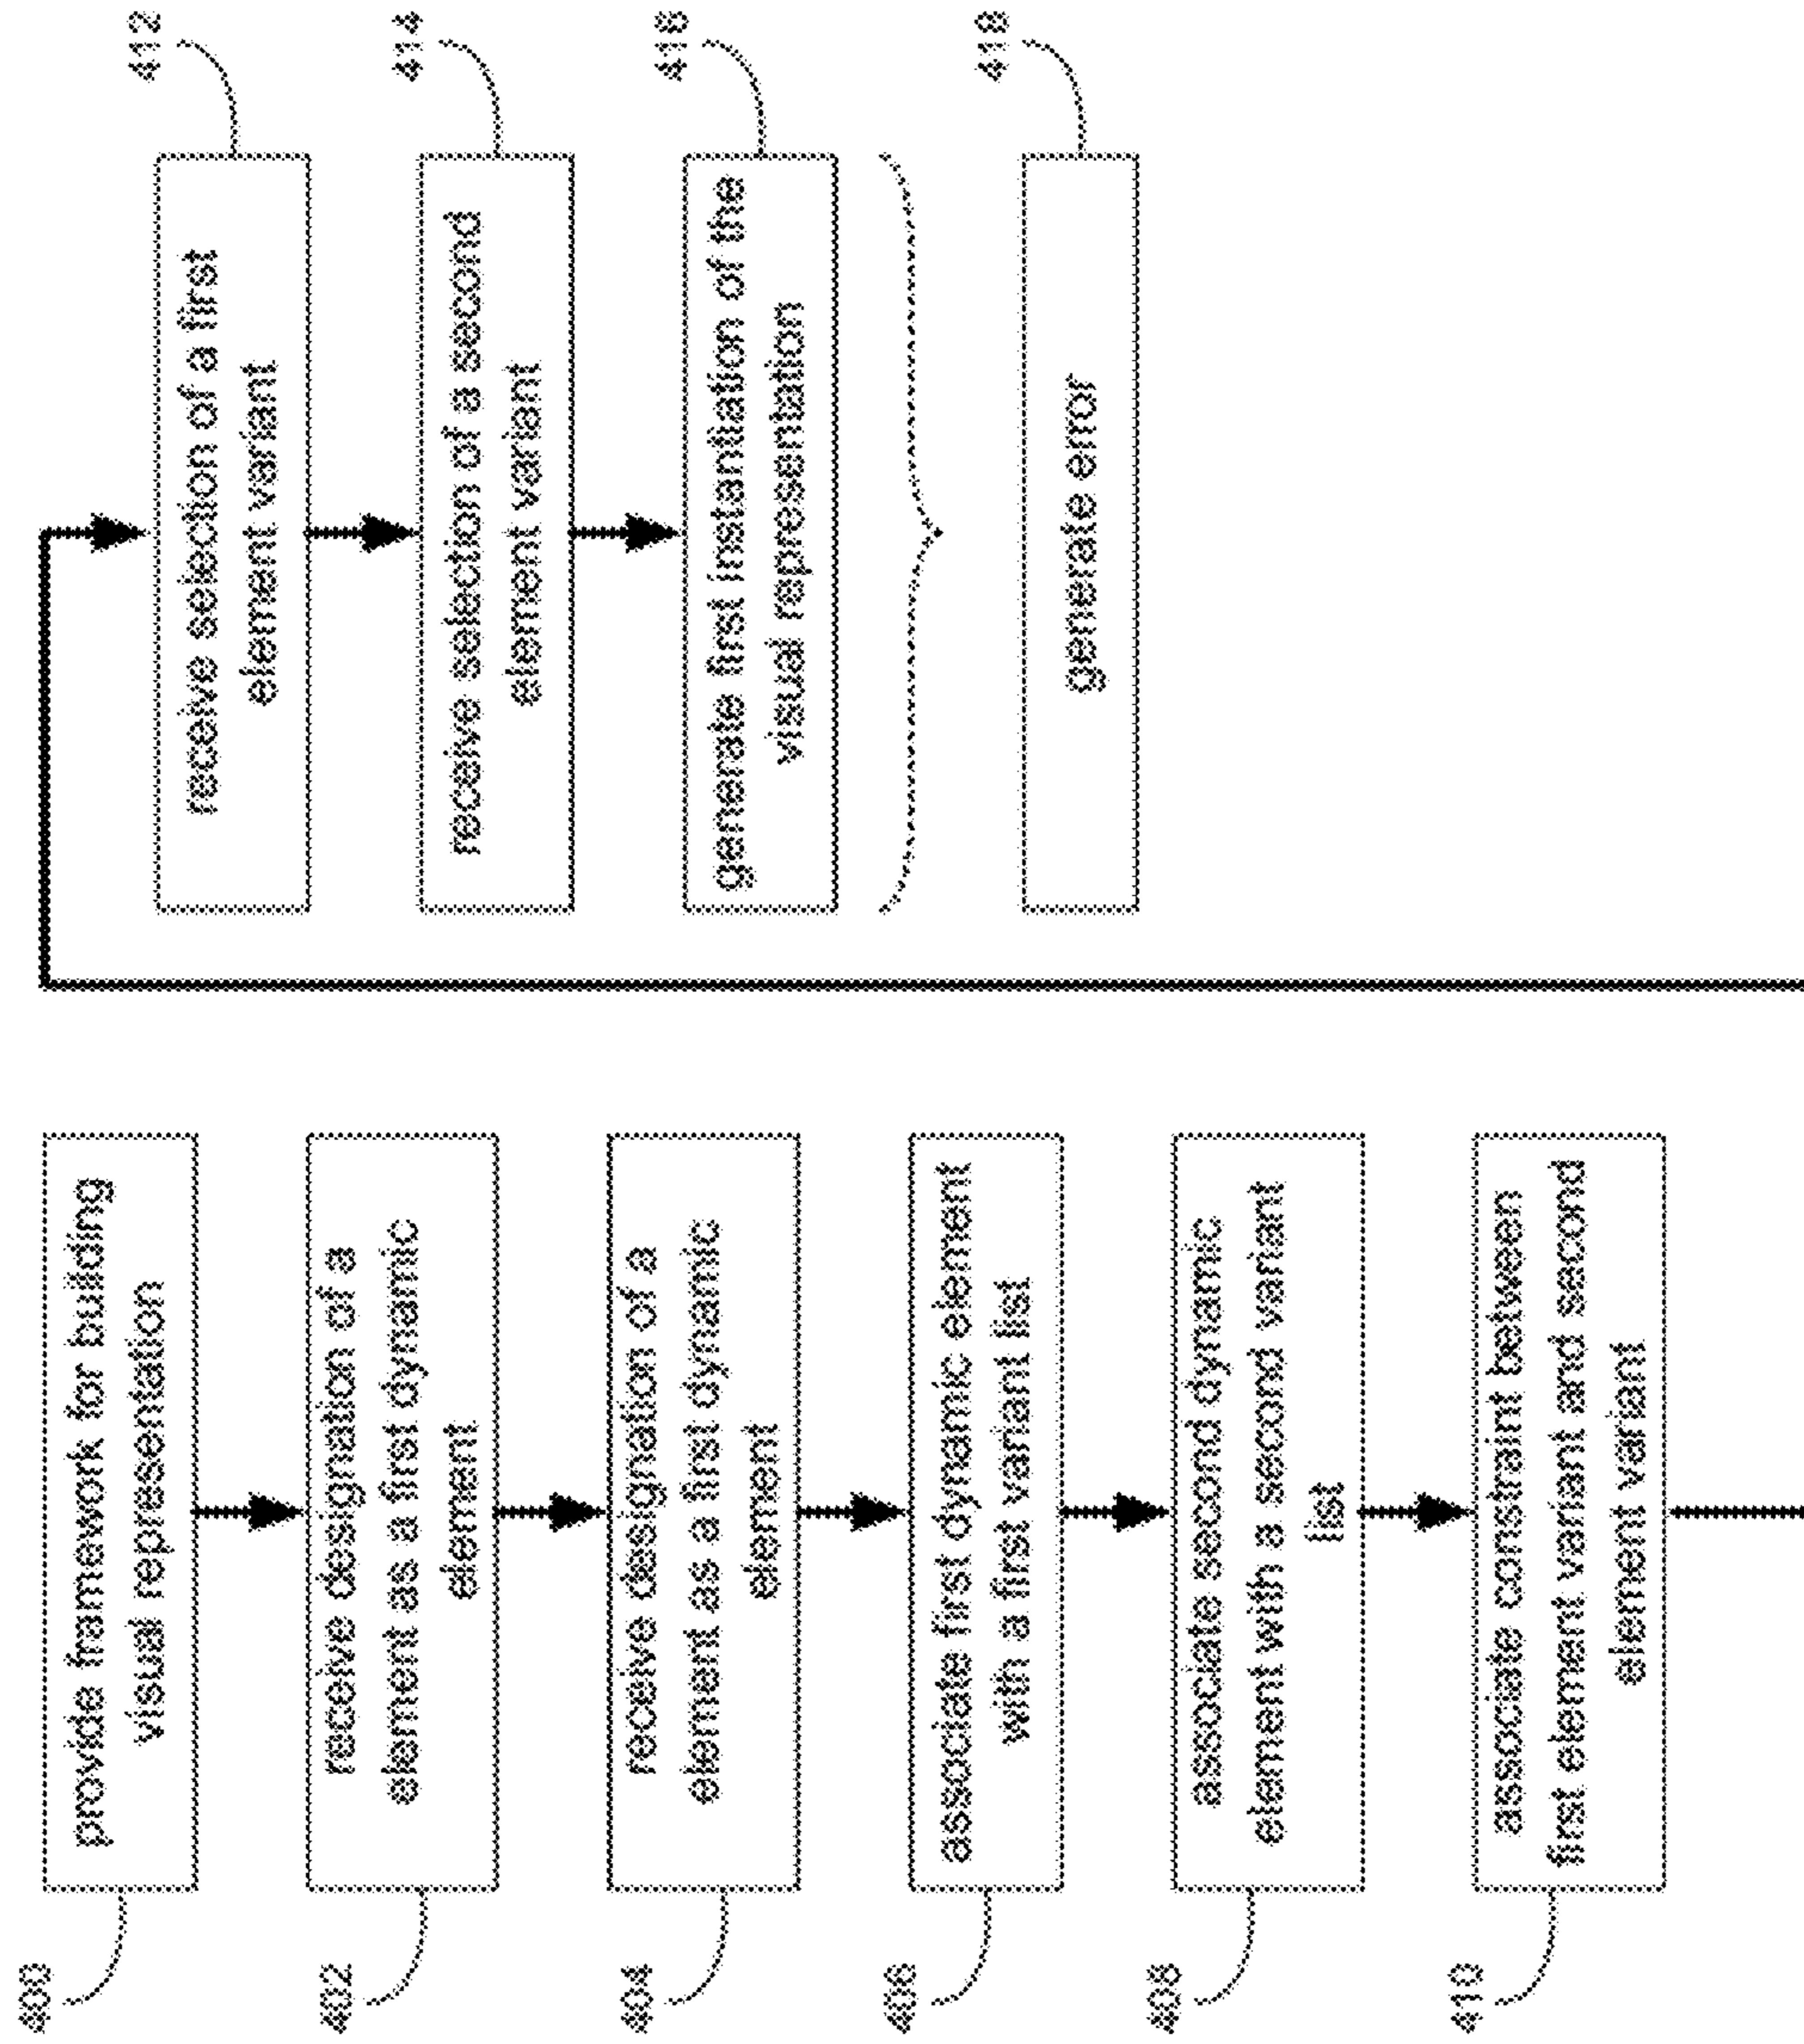 400
provide framework for building
visual representation
402
receive designation of a
element as a first dynamic
element
404
receive designation of a
element as a first dynamic
element
406
associate first dynamic element
with a first variant list
408
associate second dynamic
element with a second variant
list
410
associate constraint between
first element variant and second
element variant
412
receive selection of a first
element variant
414
receive selection of a second
element variant
416
generate first instantiation of the
visual representation
418
generate error